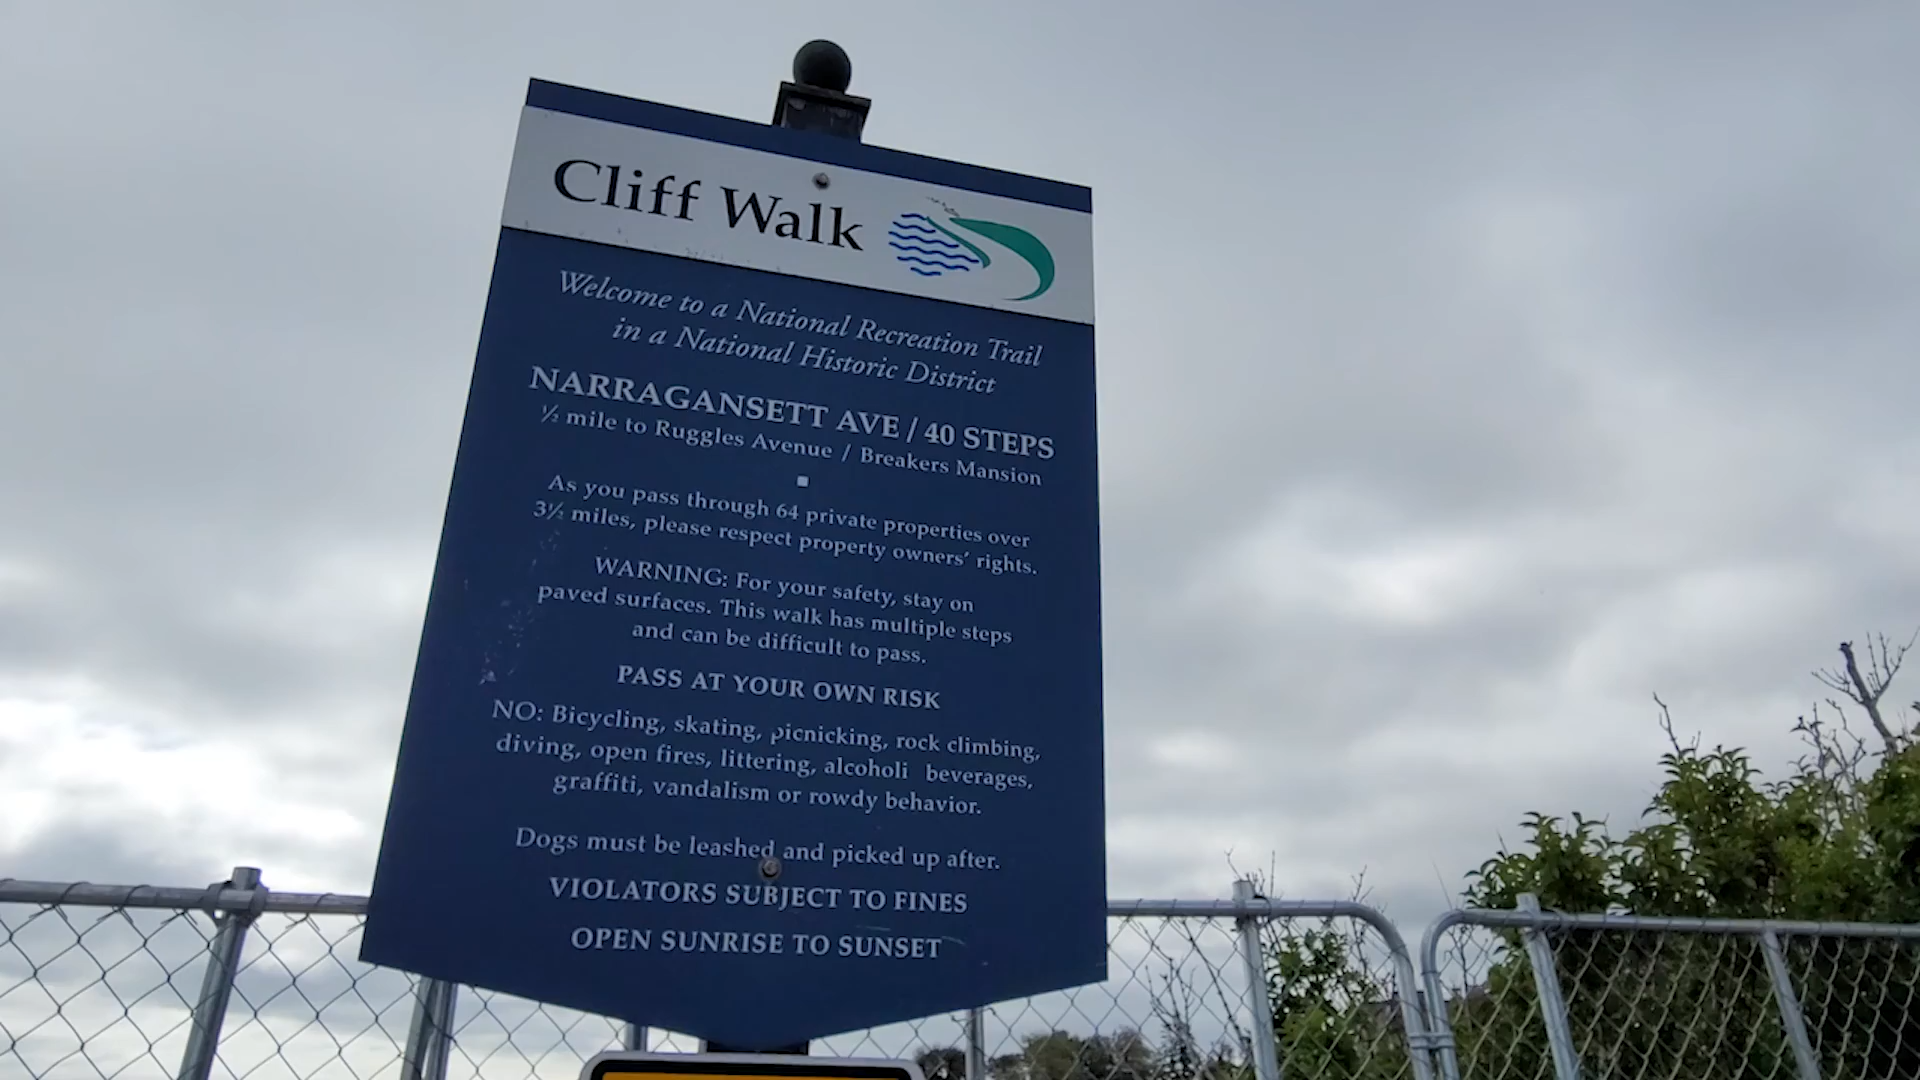 Cliff Walk
Welcome to a National Recreation Trail
in a National Historic District
NARRAGANSETT AVE / 40 STEPS
½ mile to Ruggles Avenue / Breakers Mansion
As you pass through 64 private properties over
3½ miles, please respect property owners' rights.
WARNING: For your safety, stay on
paved surfaces. This walk has multiple steps
and can be difficult to pass.
PASS AT YOUR OWN RISK
NO: Bicycling, skating, picnicking, rock climbing,
diving, open fires, littering, alcoholi beverages,
graffiti, vandalism or rowdy behavior.
Dogs must be leashed and picked up after.
VIOLATORS SUBJECT TO FINES
OPEN SUNRISE TO SUNSET